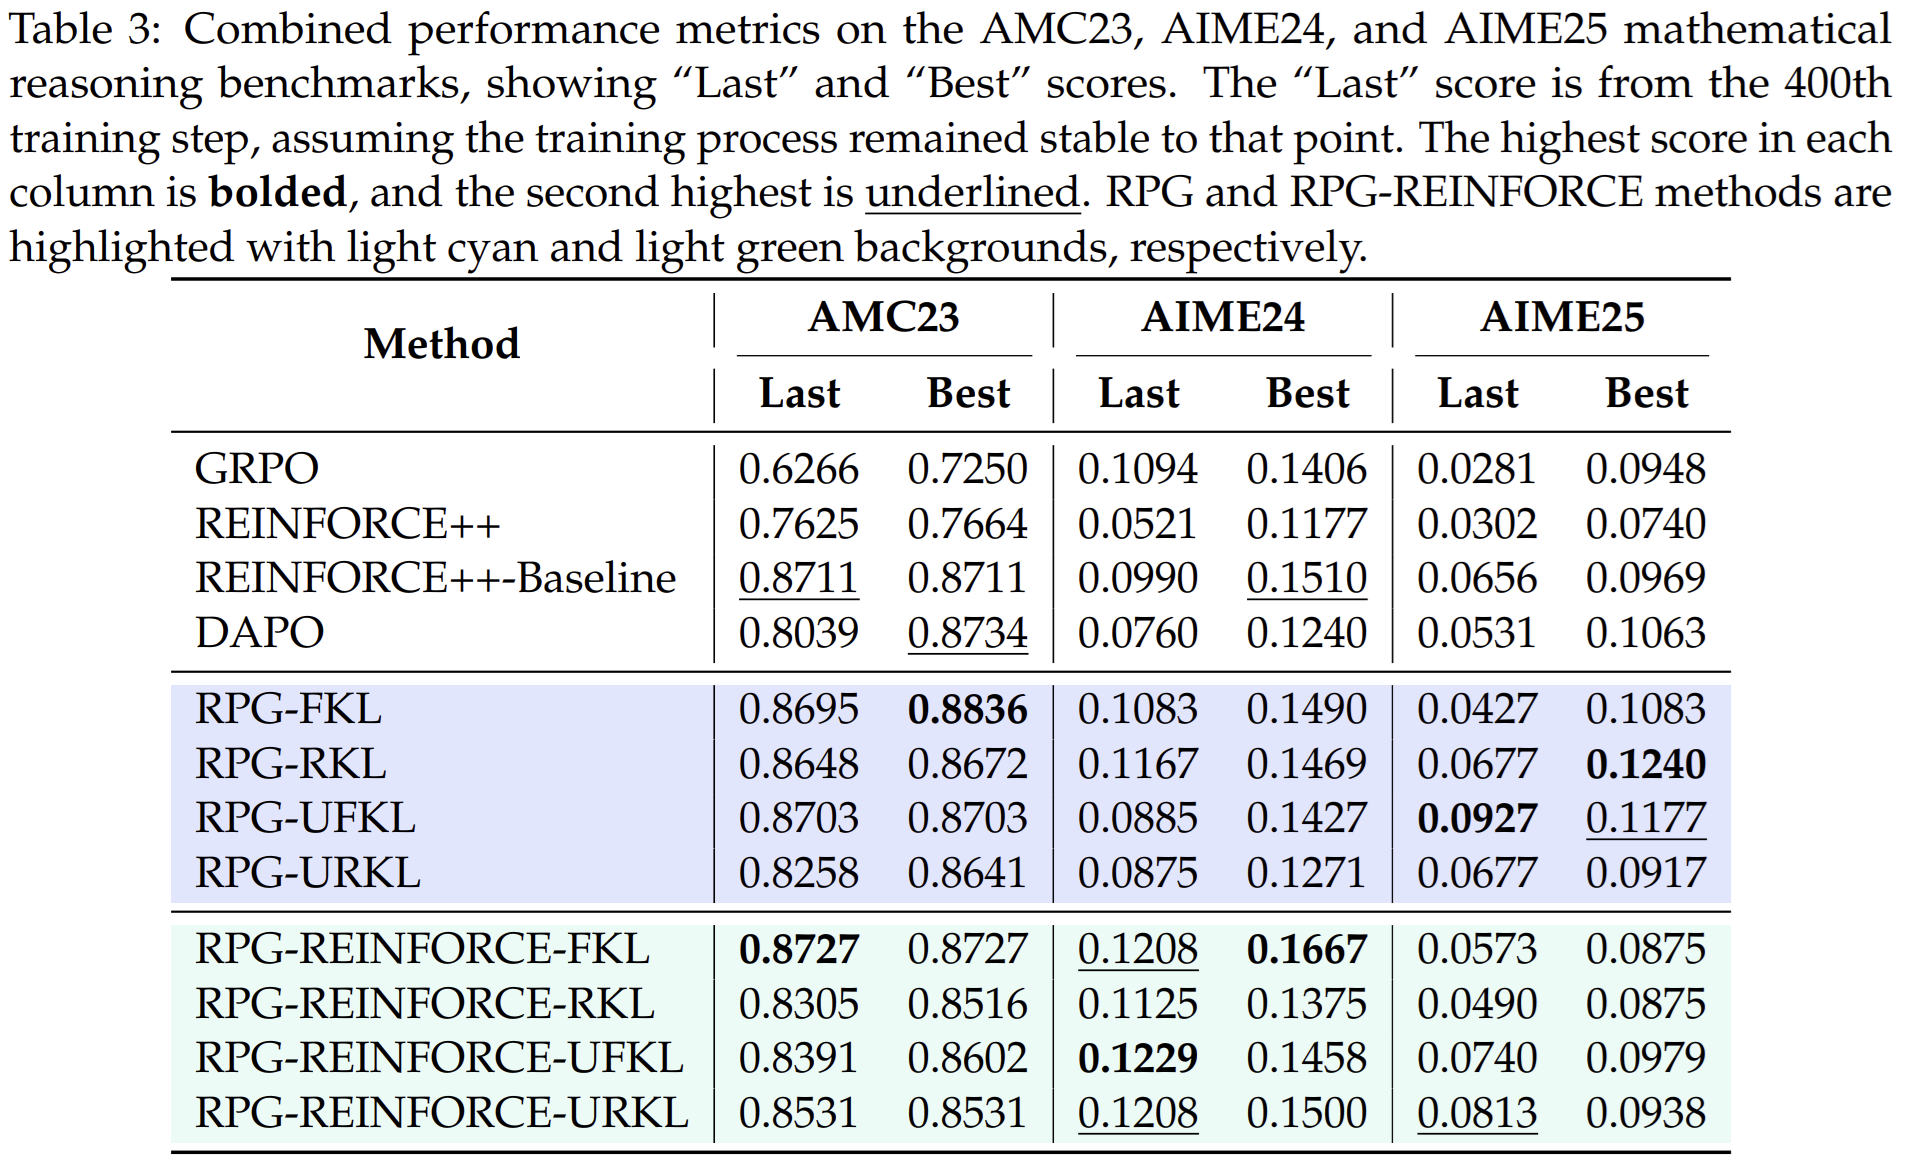 Table 3: Combined performance metrics on the AMC23, AIME24, and AIME25 mathematical
reasoning benchmarks, showing “Last” and “Best” scores. The “Last” score is from the 400th
training step, assuming the training process remained stable to that point. The highest score in each
column is bolded, and the second highest is underlined. RPG and RPG-REINFORCE methods are
highlighted with light cyan and light green backgrounds, respectively.
Method AMC23 AIME24 AIME25
Last Best Last Best Last Best
GRPO 0.6266 0.7250 0.1094 0.1406 0.0281 0.0948
REINFORCE++ 0.7625 0.7664 0.0521 0.1177 0.0302 0.0740
REINFORCE++-Baseline 0.8711 0.8711 0.0990 0.1510 0.0656 0.0969
DAPO 0.8039 0.8734 0.0760 0.1240 0.0531 0.1063
RPG-FKL 0.8695 0.8836 0.1083 0.1490 0.0427 0.1083
RPG-RKL 0.8648 0.8672 0.1167 0.1469 0.0677 0.1240
RPG-UFKL 0.8703 0.8703 0.0885 0.1427 0.0927 0.1177
RPG-URKL 0.8258 0.8641 0.0875 0.1271 0.0677 0.0917
RPG-REINFORCE-FKL 0.8727 0.8727 0.1208 0.1667 0.0573 0.0875
RPG-REINFORCE-RKL 0.8305 0.8516 0.1125 0.1375 0.0490 0.0875
RPG-REINFORCE-UFKL 0.8391 0.8602 0.1229 0.1458 0.0740 0.0979
RPG-REINFORCE-URKL 0.8531 0.8531 0.1208 0.1500 0.0813 0.0938